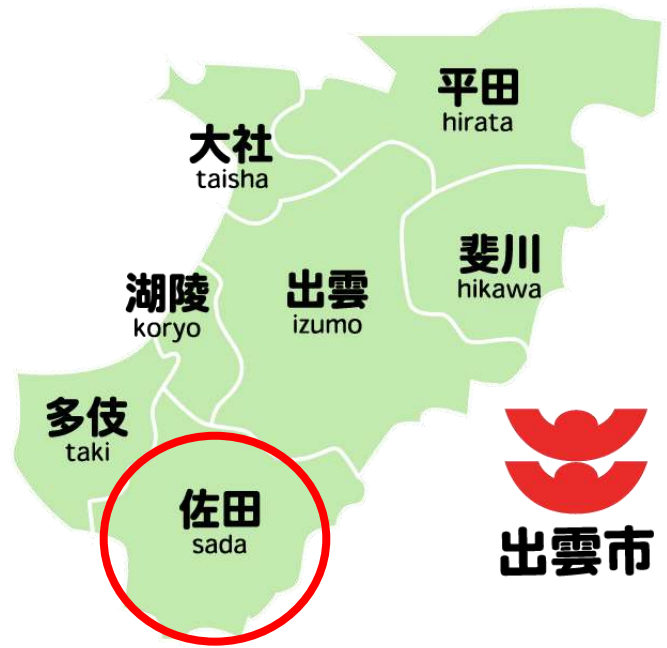 平田
hirata
大社
taisha
斐川
hikawa
湖陵
koryo
出雲
izumo
多伎
taki
佐田
sada
出雲市